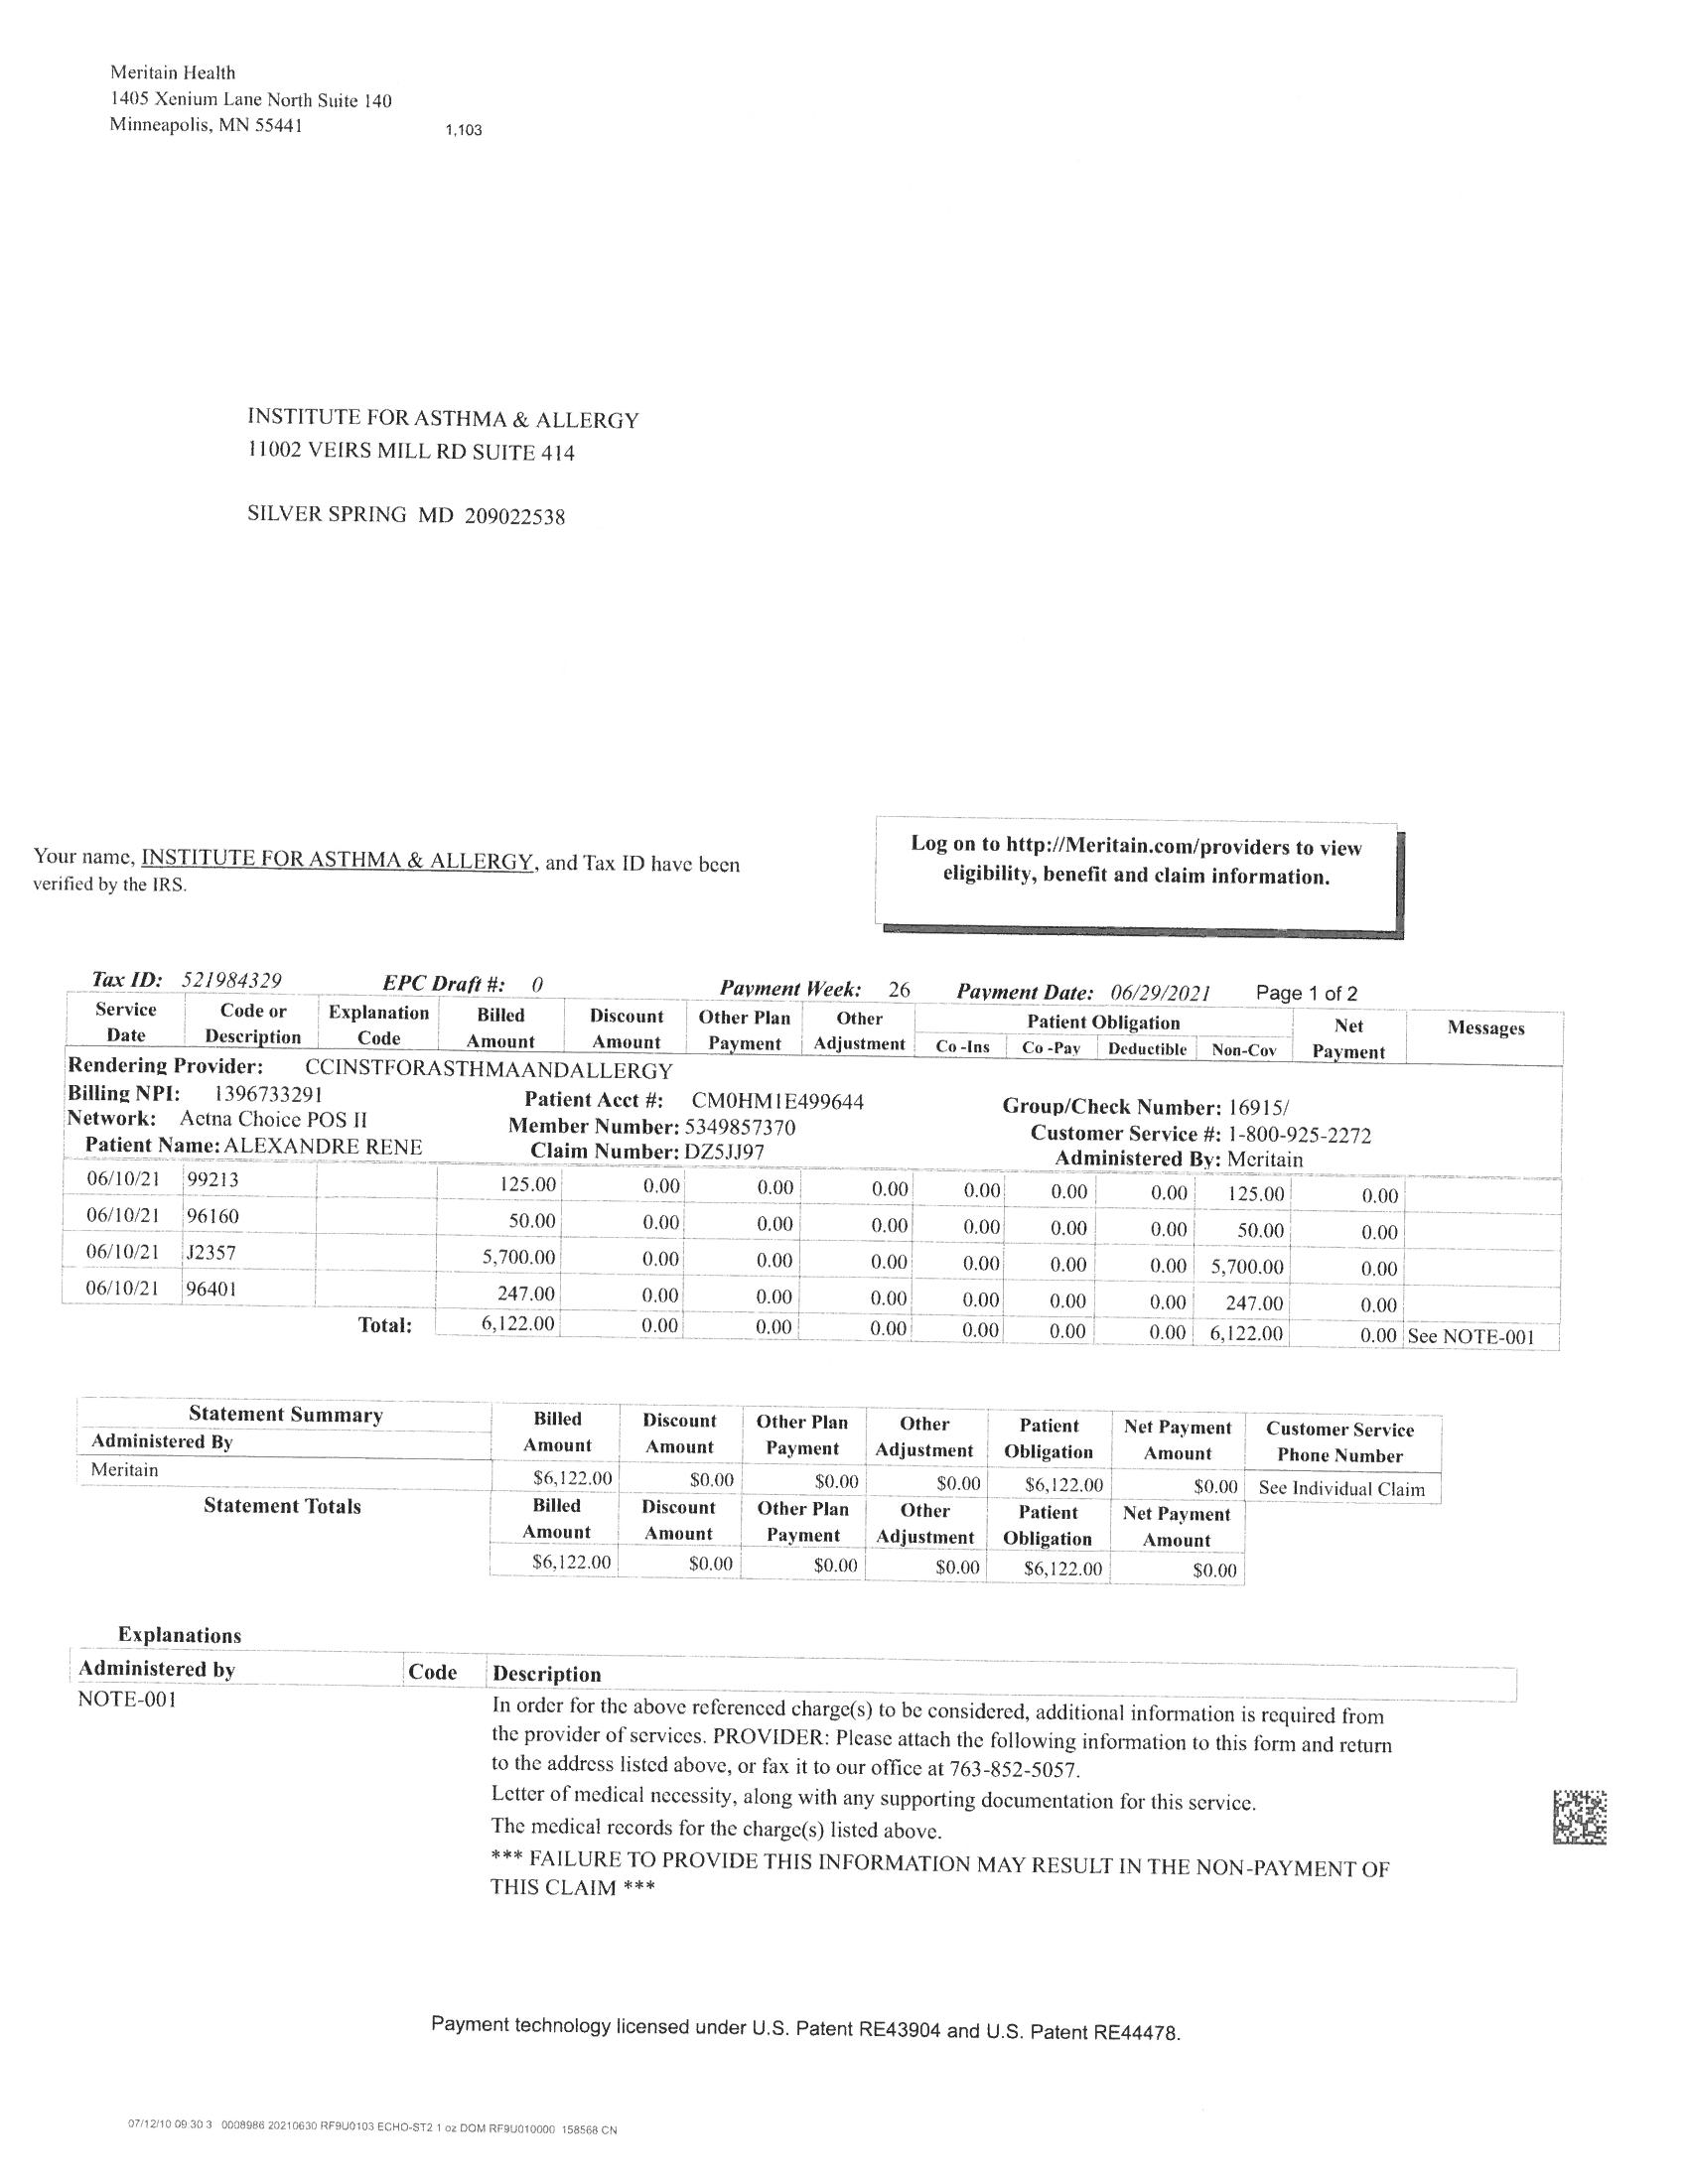 Meritain Health
1405 Xenium Lane North Suite 140
Minneapolis, MN 55441
1,103
INSTITUTE FOR ASTHMA & ALLERGY
11002 VEIRS MILL RD SUITE 414
SILVER SPRING MD 209022538
Your name, INSTITUTE FOR ASTHMA & ALLERGY, and Tax ID have been
verified by the IRS.
Log on to http://Meritain.com/providers to view
eligibility, benefit and claim information.
Tax ID: 521984329 EPC Draft #: 0 Payment Week: 26 Payment Date: 06/29/2021 Page 1 of 2
Service Code or Explanation Billed Discount Other Plan Other Patient Obligation Net Messages
Date Description Code Amount Amount Payment Adjustment Co-Ins Co-Pay Deductible Non-Cov Payment
Rendering Provider: CCINSTFORASTHMAANDALLERGY
Billing NPI: 1396733291 Patient Acct #: CM0HM1E499644 Group/Check Number: 16915/
Network: Aetna Choice POS II Member Number: 5349857370 Customer Service #: 1-800-925-2272
Patient Name: ALEXANDRE RENE Claim Number: DZ5JJ97 Administered By: Meritain
06/10/21 99213 125.00 0.00 0.00 0.00 0.00 0.00 0.00 125.00 0.00
06/10/21 96160 50.00 0.00 0.00 0.00 0.00 0.00 0.00 50.00 0.00
06/10/21 J2357 5,700.00 0.00 0.00 0.00 0.00 0.00 0.00 5,700.00 0.00
06/10/21 96401 247.00 0.00 0.00 0.00 0.00 0.00 0.00 247.00 0.00
Total: 6,122.00 0.00 0.00 0.00 0.00 0.00 0.00 6,122.00 0.00 See NOTE-001
Statement Summary Billed Discount Other Plan Other Patient Net Payment Customer Service
Administered By Amount Amount Payment Adjustment Obligation Amount Phone Number
Meritain $6,122.00 $0.00 $0.00 $0.00 $6,122.00 $0.00 See Individual Claim
Statement Totals Billed Discount Other Plan Other Patient Net Payment
Amount Amount Payment Adjustment Obligation Amount
$6,122.00 $0.00 $0.00 $0.00 $6,122.00 $0.00
Explanations
Administered by Code Description
NOTE-001 In order for the above referenced charge(s) to be considered, additional information is required from
the provider of services. PROVIDER: Please attach the following information to this form and return
to the address listed above, or fax it to our office at 763-852-5057.
Letter of medical necessity, along with any supporting documentation for this service.
The medical records for the charge(s) listed above.
*** FAILURE TO PROVIDE THIS INFORMATION MAY RESULT IN THE NON-PAYMENT OF
THIS CLAIM ***
Payment technology licensed under U.S. Patent RE43904 and U.S. Patent RE44478.
07/12/10 09 30 3 0008986 20210630 RF9U0103 ECHO-ST2 1 oz DOM RF9U010000 158568 CN